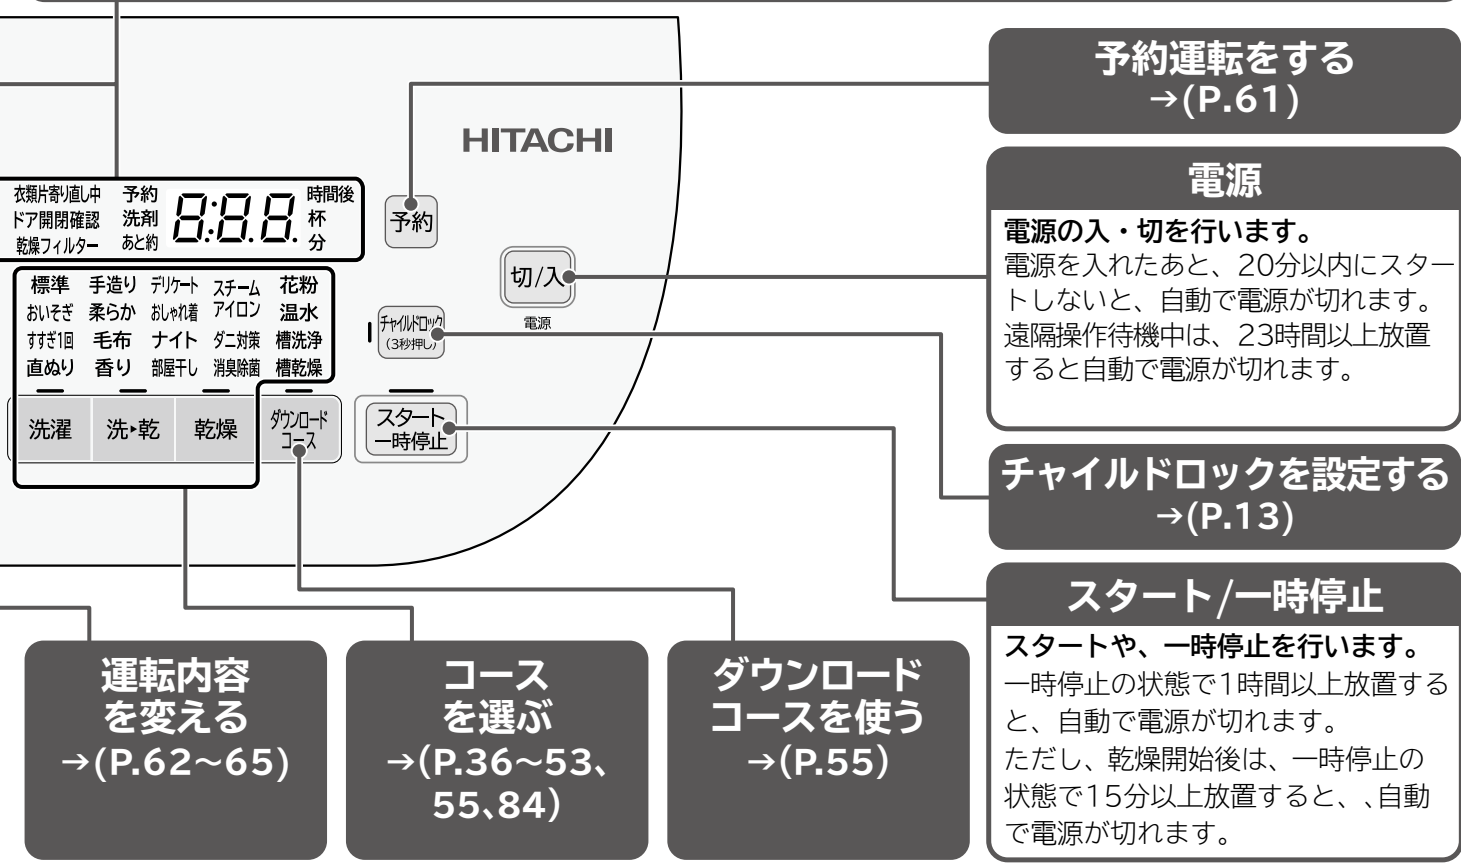 予約運転をする
→(P.61)
HITACHI
電源
電源の入・切を行います。
電源を入れたあと、20分以内にスター
トしないと、自動で電源が切れます。
遠隔操作待機中は、23時間以上放置
すると自動で電源が切れます。
衣類片寄り直し中 予約 8:8.8. 時間後
ドア開閉確認 洗剤 杯
乾燥フィルター あと約 分
予約
切/入
電源
標準 手造り デリケート スチームアイロン 花粉
おいそぎ 柔らか おしゃれ着 温水
すすぎ1回 毛布 ナイト ダニ対策 槽洗浄
直ぬり 香り 部屋干し 消臭除菌 槽乾燥
チャイルドロック
(3秒押し)
洗濯 洗▸乾 乾燥
ダウンロード
コース
スタート
一時停止
チャイルドロックを設定する
→(P.13)
スタート/一時停止
スタートや、一時停止を行います。
一時停止の状態で1時間以上放置する
と、自動で電源が切れます。
ただし、乾燥開始後は、一時停止の
状態で15分以上放置すると、、自動
で電源が切れます。
運転内容
を変える
→(P.62～65)
コース
を選ぶ
→(P.36～53、
55、84)
ダウンロード
コースを使う
→(P.55)